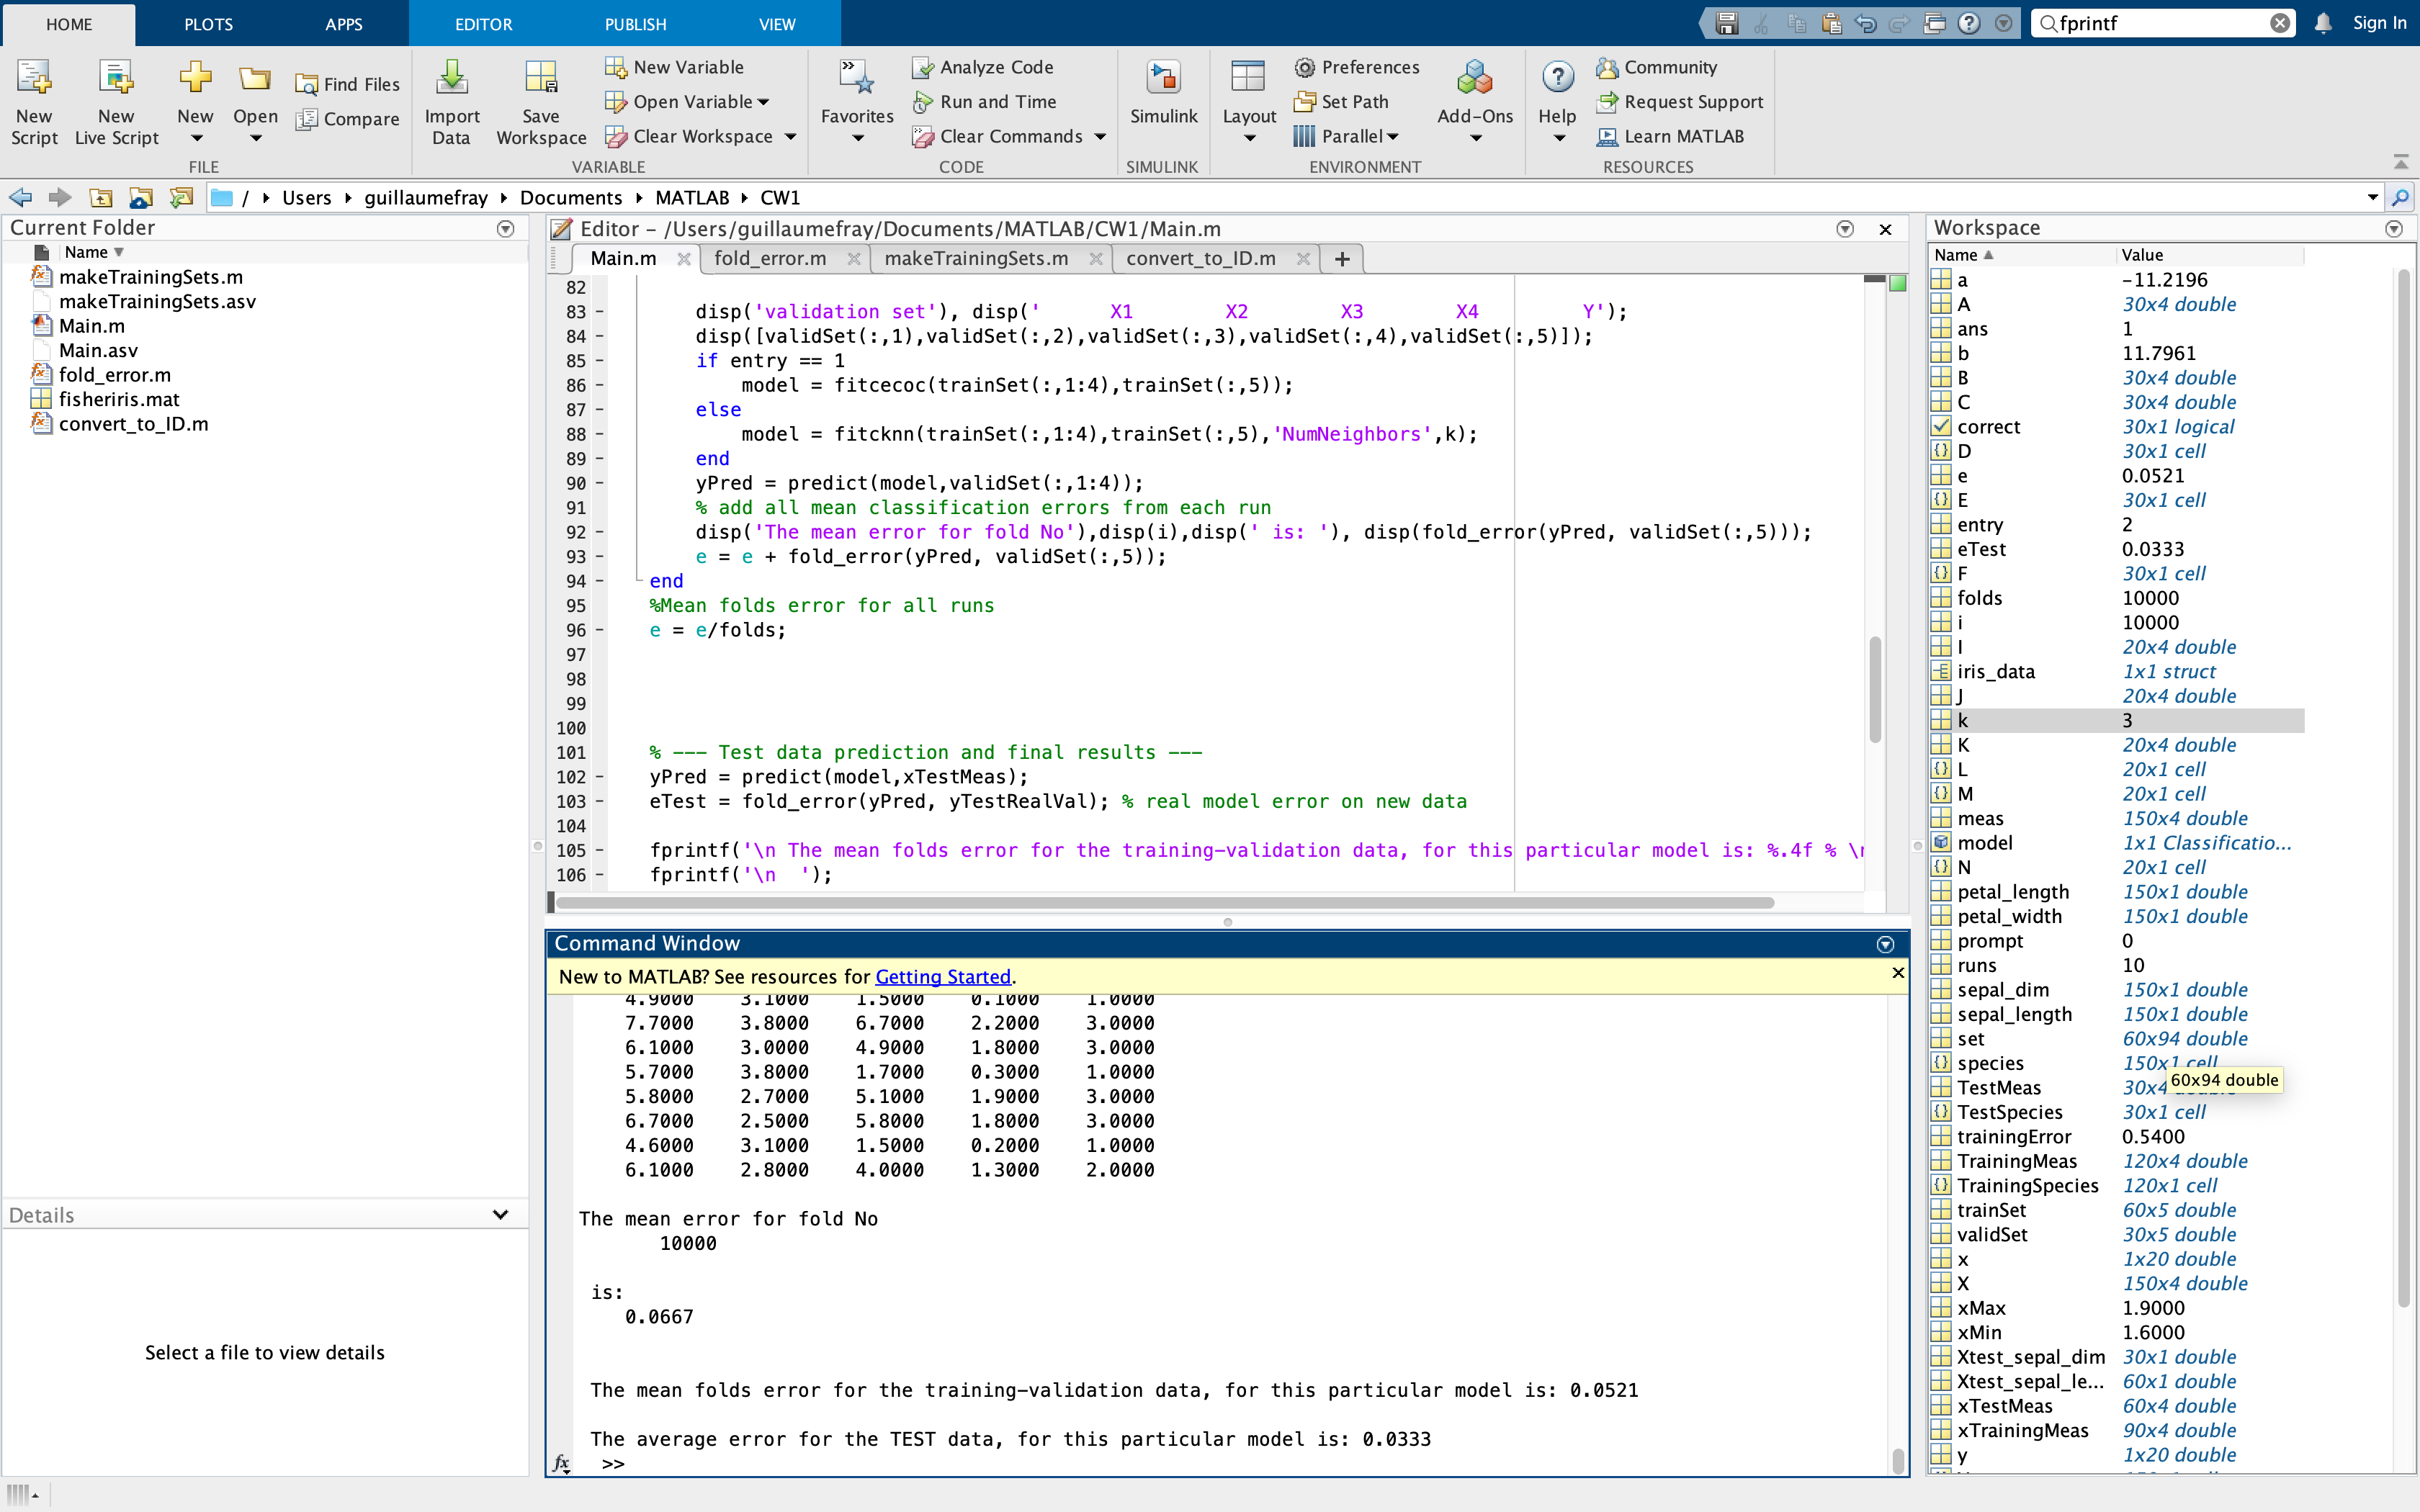 HOME PLOTS APPS EDITOR PUBLISH VIEW fprintf Sign In
New Script
New Live Script
New
Open
Find Files
Compare
FILE
Import Data
Save Workspace
New Variable
Open Variable
Clear Workspace
VARIABLE
Favorites
Analyze Code
Run and Time
Clear Commands
CODE
Simulink
SIMULINK
Layout
Preferences
Set Path
Parallel
Add-Ons
ENVIRONMENT
Help
Community
Request Support
Learn MATLAB
RESOURCES
/ Users guillaumefray Documents MATLAB CW1
Current Folder
Name
makeTrainingSets.m
makeTrainingSets.asv
Main.m
Main.asv
fold_error.m
fisheriris.mat
convert_to_ID.m
Details
Select a file to view details
Editor - /Users/guillaumefray/Documents/MATLAB/CW1/Main.m
Main.m fold_error.m makeTrainingSets.m convert_to_ID.m +
82
83 - disp('validation set'), disp('      X1        X2        X3        X4         Y');
84 - disp([validSet(:,1),validSet(:,2),validSet(:,3),validSet(:,4),validSet(:,5)]);
85 - if entry == 1
86 - model = fitcecoc(trainSet(:,1:4),trainSet(:,5));
87 - else
88 - model = fitcknn(trainSet(:,1:4),trainSet(:,5),'NumNeighbors',k);
89 - end
90 - yPred = predict(model,validSet(:,1:4));
91 % add all mean classification errors from each run
92 - disp('The mean error for fold No'),disp(i),disp(' is: '), disp(fold_error(yPred, validSet(:,5)));
93 - e = e + fold_error(yPred, validSet(:,5));
94 - end
95 %Mean folds error for all runs
96 - e = e/folds;
97
98
99
100
101 % --- Test data prediction and final results ---
102 - yPred = predict(model,xTestMeas);
103 - eTest = fold_error(yPred, yTestRealVal); % real model error on new data
104
105 - fprintf('\n The mean folds error for the training-validation data, for this particular model is: %.4f % \
106 - fprintf('\n  ');
Command Window
New to MATLAB? See resources for Getting Started.
4.9000 3.1000 1.5000 0.1000 1.0000
7.7000 3.8000 6.7000 2.2000 3.0000
6.1000 3.0000 4.9000 1.8000 3.0000
5.7000 3.8000 1.7000 0.3000 1.0000
5.8000 2.7000 5.1000 1.9000 3.0000
6.7000 2.5000 5.8000 1.8000 3.0000
4.6000 3.1000 1.5000 0.2000 1.0000
6.1000 2.8000 4.0000 1.3000 2.0000
The mean error for fold No
10000
is:
0.0667
The mean folds error for the training-validation data, for this particular model is: 0.0521
The average error for the TEST data, for this particular model is: 0.0333
fx >>
Workspace
Name Value
a -11.2196
A 30x4 double
ans 1
b 11.7961
B 30x4 double
C 30x4 double
correct 30x1 logical
D 30x1 cell
e 0.0521
E 30x1 cell
entry 2
eTest 0.0333
F 30x1 cell
folds 10000
i 10000
I 20x4 double
iris_data 1x1 struct
J 20x4 double
k 3
K 20x4 double
L 20x1 cell
M 20x1 cell
meas 150x4 double
model 1x1 Classificatio...
N 20x1 cell
petal_length 150x1 double
petal_width 150x1 double
prompt 0
runs 10
sepal_dim 150x1 double
sepal_length 150x1 double
set 60x94 double
species 150x1 cell
60x94 double
TestMeas 30x4 double
TestSpecies 30x1 cell
trainingError 0.5400
TrainingMeas 120x4 double
TrainingSpecies 120x1 cell
trainSet 60x5 double
validSet 30x5 double
x 1x20 double
X 150x4 double
xMax 1.9000
xMin 1.6000
Xtest_sepal_dim 30x1 double
Xtest_sepal_le... 60x1 double
xTestMeas 60x4 double
xTrainingMeas 90x4 double
y 1x20 double